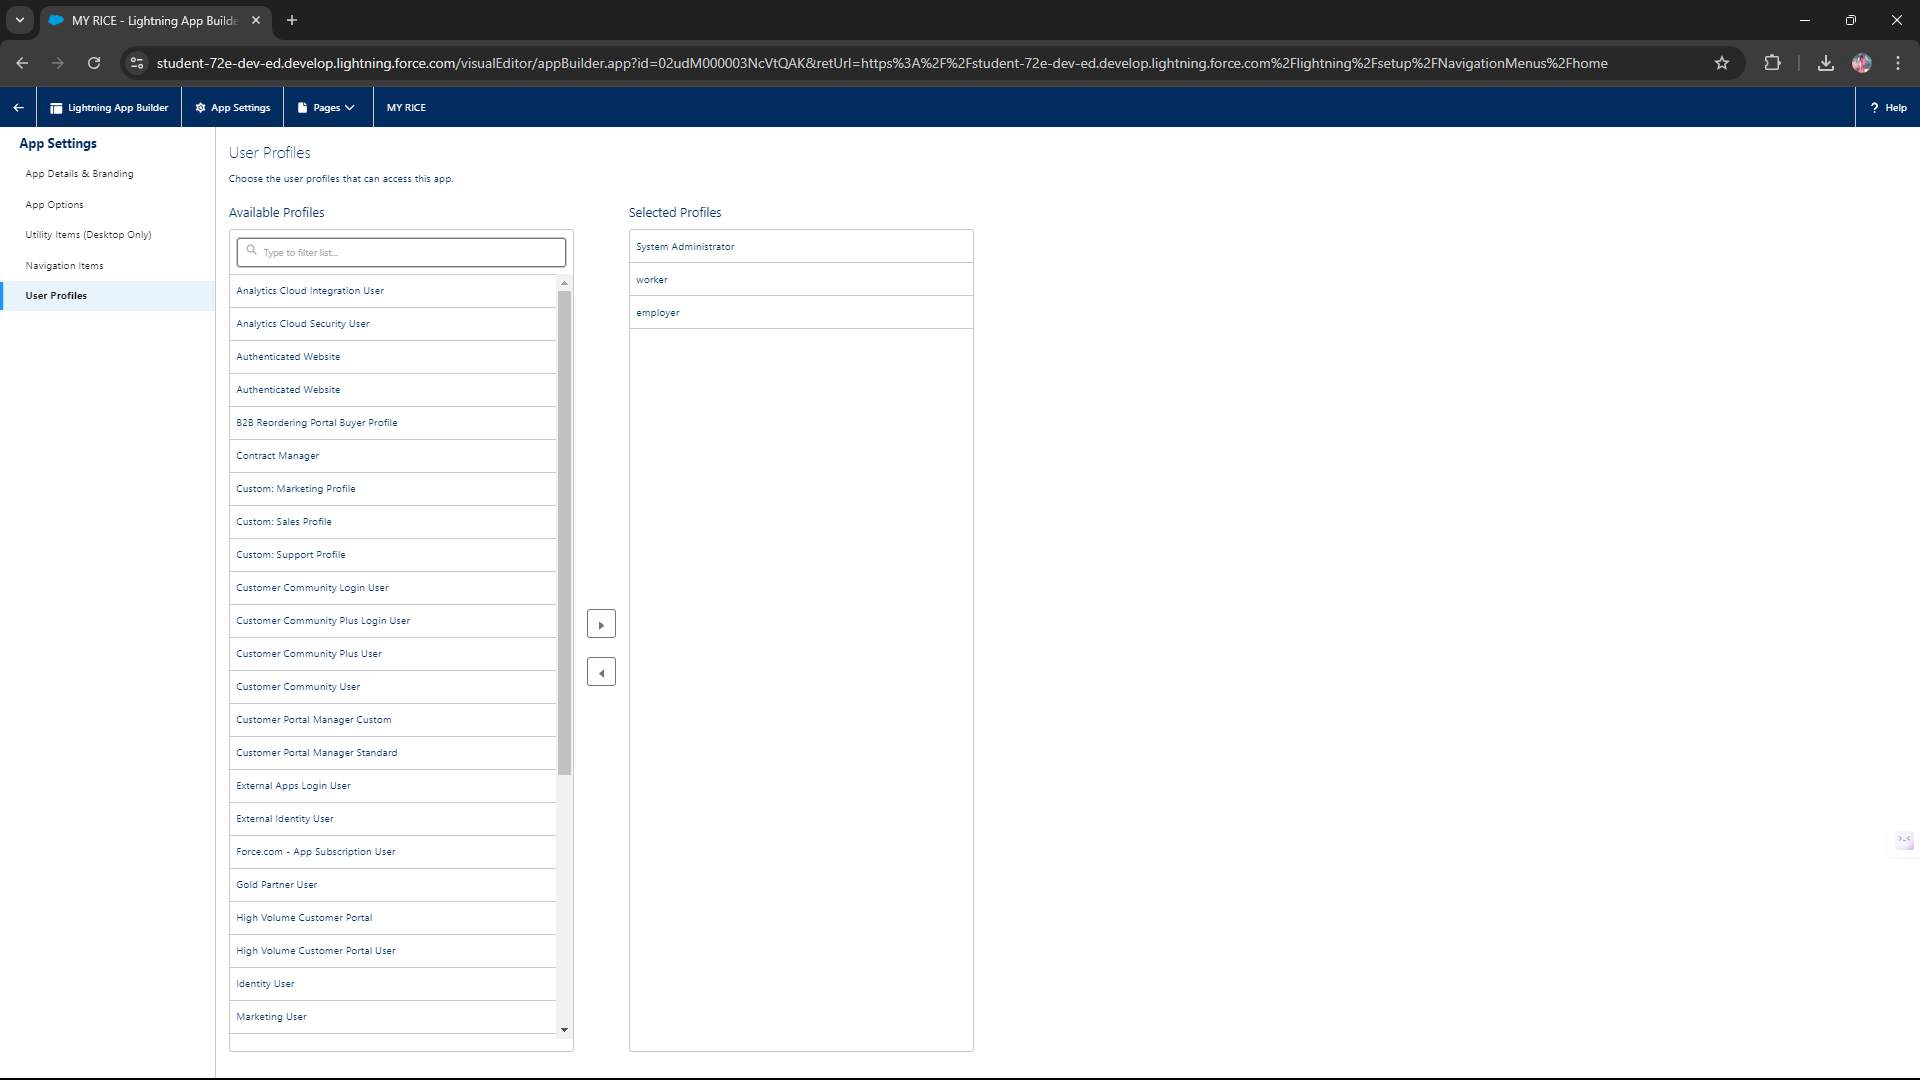 MY RICE - Lightning App Builde
student-72e-dev-ed.develop.lightning.force.com/visualEditor/appBuilder.app?id=02udM000003NcVtQAK&retUrl=https%3A%2F%2Fstudent-72e-dev-ed.develop.lightning.force.com%2Flightning%2Fsetup%2FNavigationMenus%2Fhome
Lightning App Builder
App Settings
Pages
MY RICE
? Help
App Settings
App Details & Branding
App Options
Utility Items (Desktop Only)
Navigation Items
User Profiles
User Profiles
Choose the user profiles that can access this app.
Available Profiles
Type to filter list...
Analytics Cloud Integration User
Analytics Cloud Security User
Authenticated Website
Authenticated Website
B2B Reordering Portal Buyer Profile
Contract Manager
Custom: Marketing Profile
Custom: Sales Profile
Custom: Support Profile
Customer Community Login User
Customer Community Plus Login User
Customer Community Plus User
Customer Community User
Customer Portal Manager Custom
Customer Portal Manager Standard
External Apps Login User
External Identity User
Force.com - App Subscription User
Gold Partner User
High Volume Customer Portal
High Volume Customer Portal User
Identity User
Marketing User
Selected Profiles
System Administrator
worker
employer